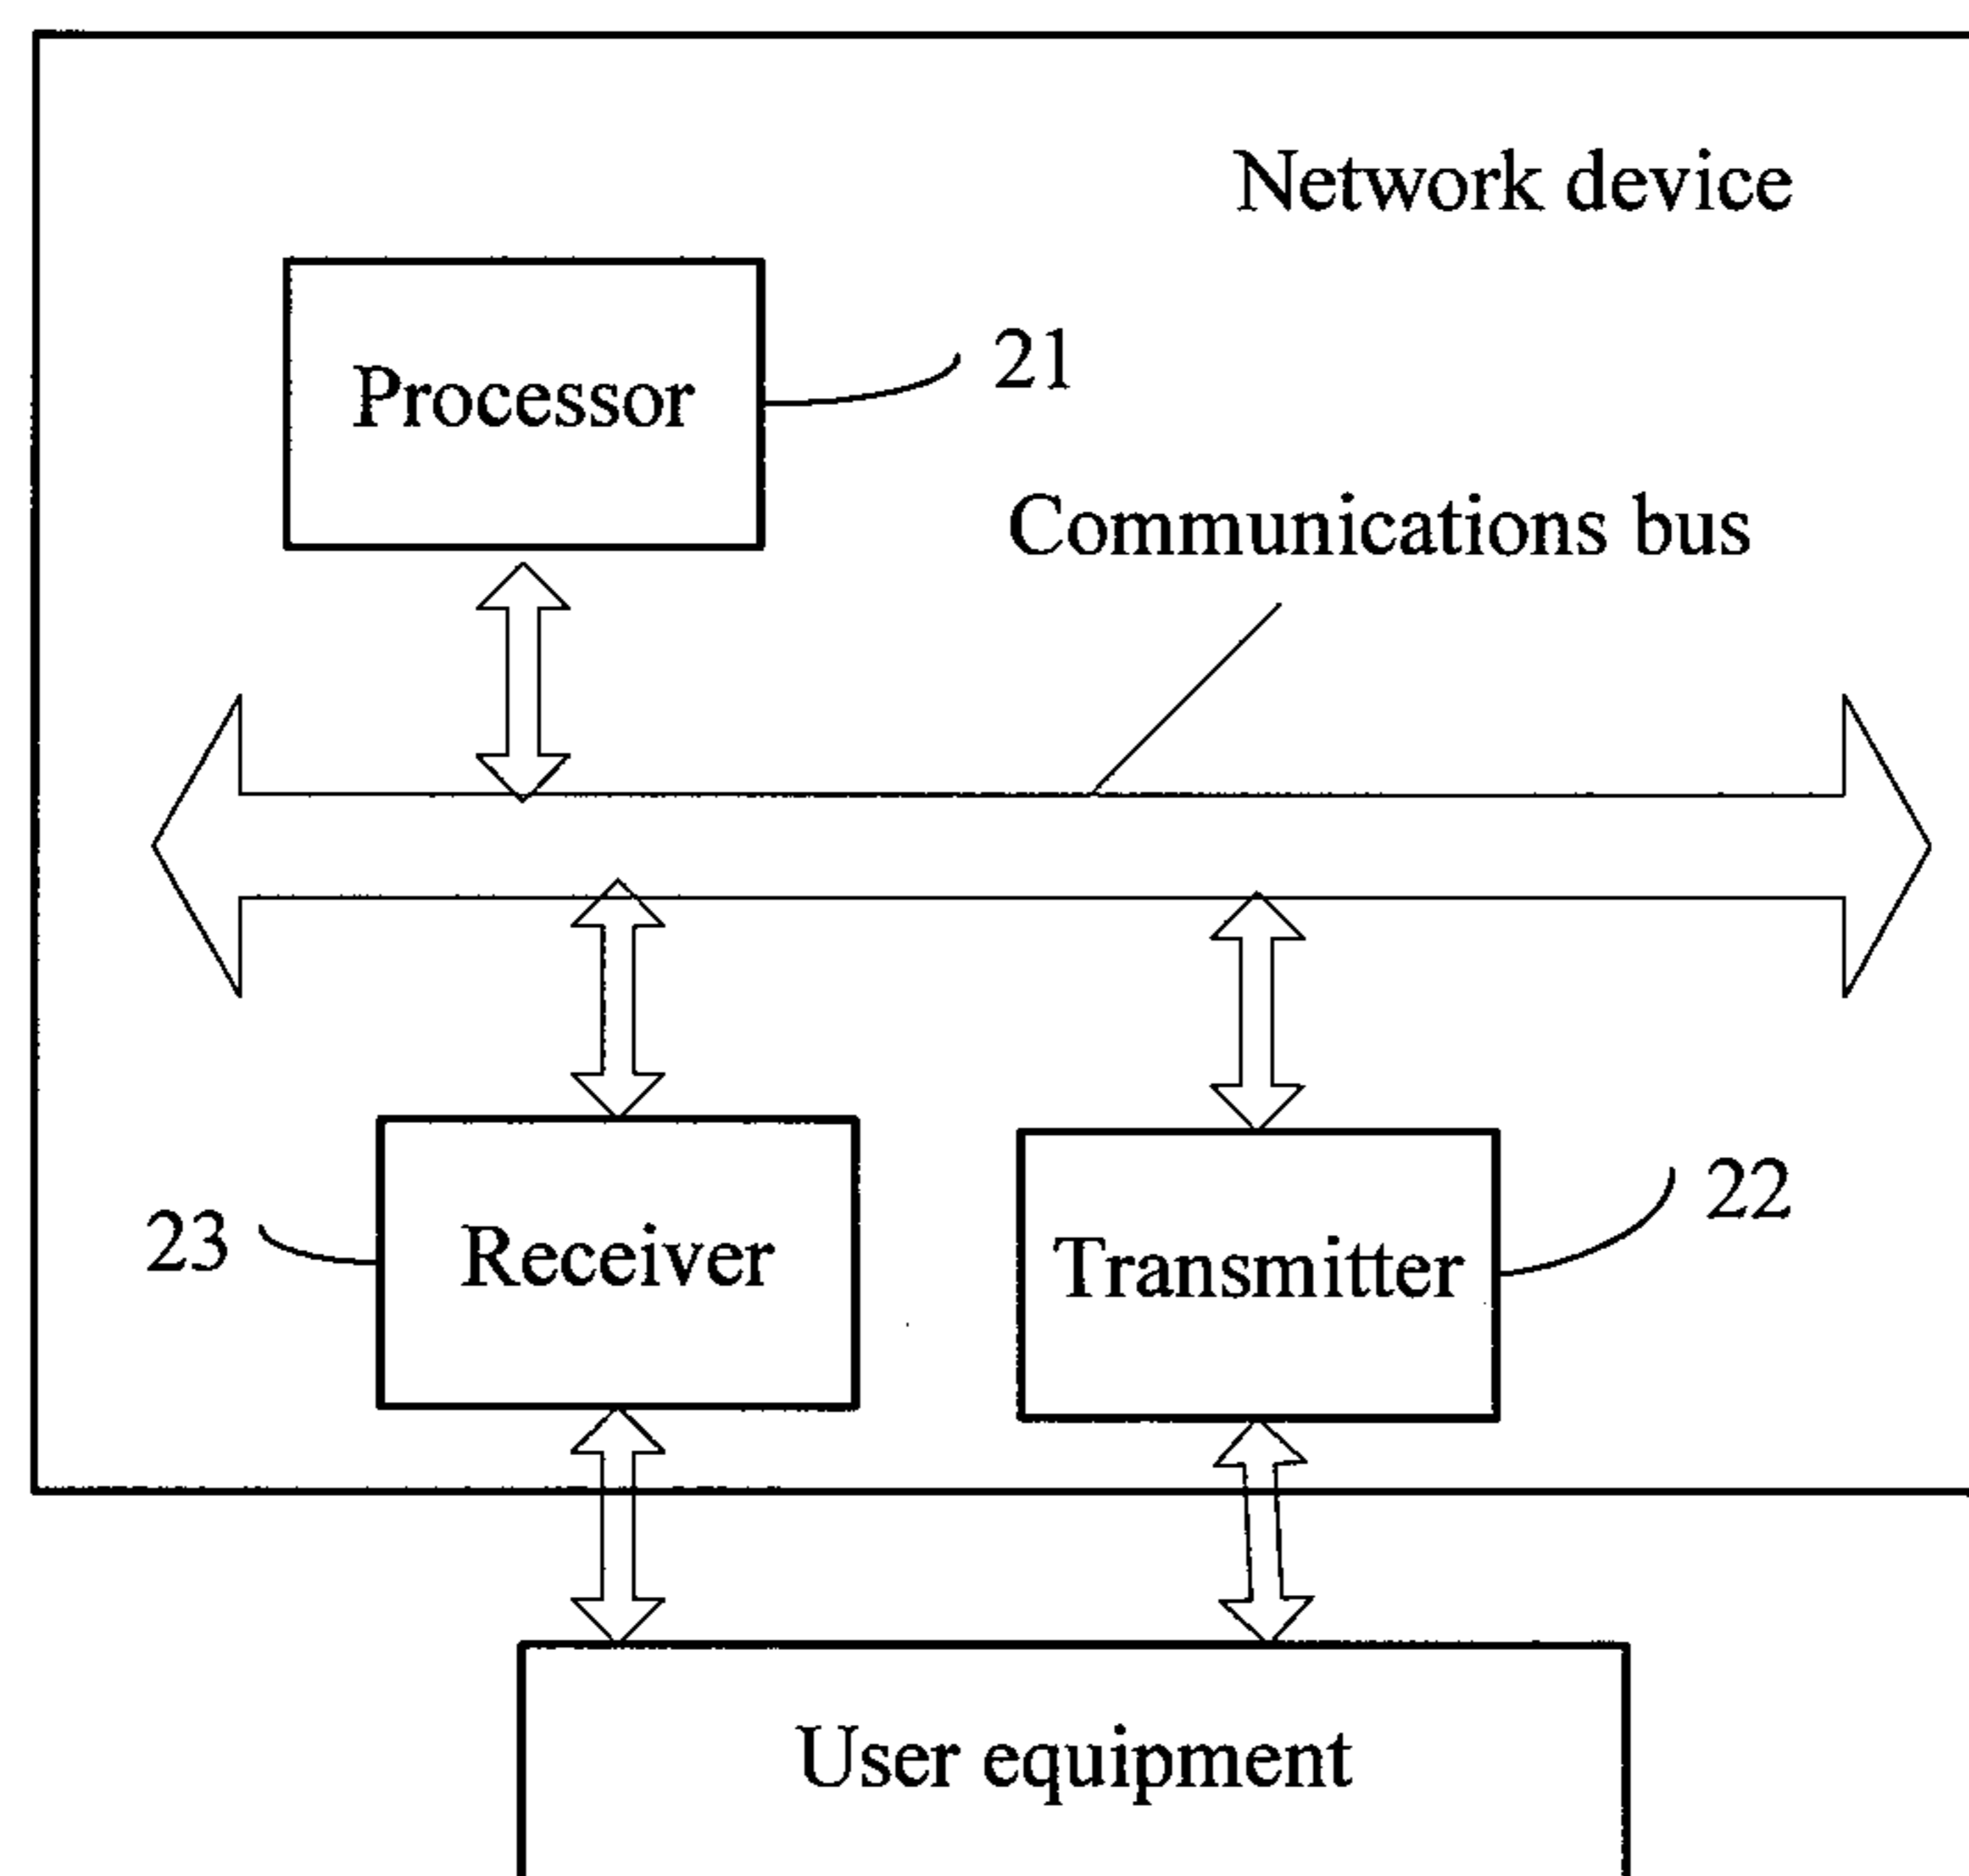 Network device
Processor
21
Communications bus
23
Receiver
Transmitter
22
User equipment